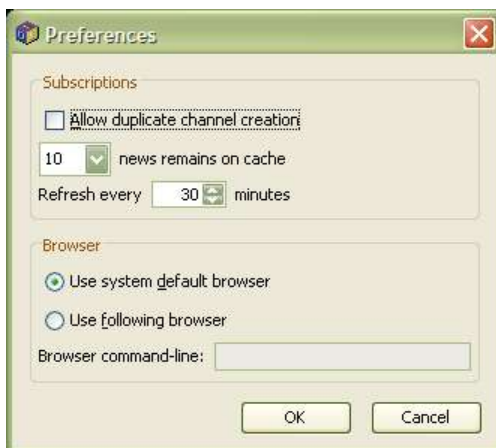 Preferences
Subscriptions
Allow duplicate channel creation
10 news remains on cache
Refresh every 30 minutes
Browser
Use system default browser
Use following browser
Browser command-line:
OK Cancel